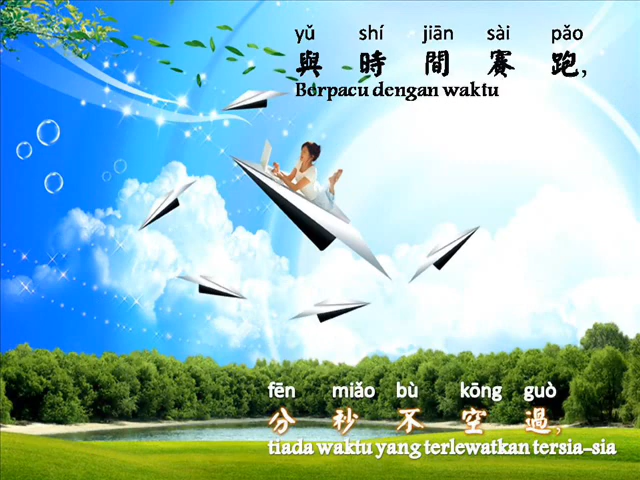 yǔ shí jiān sài pǎo
與時間賽跑,
Berpacu dengan waktu
fēn miǎo bù kōng guò
分秒不空過,
tiada waktu yang terlewatkan tersia-sia